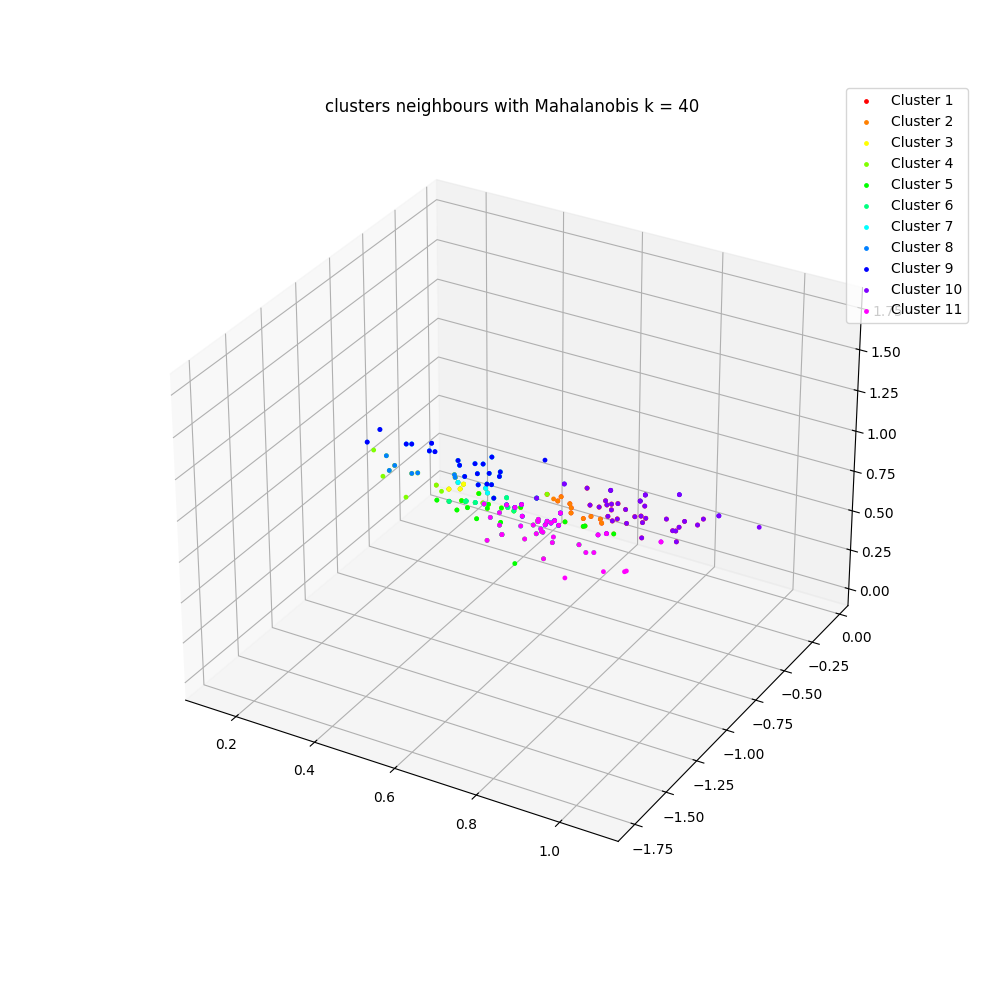 clusters neighbours with Mahalanobis k = 40
Cluster 1
Cluster 2
Cluster 3
Cluster 4
Cluster 5
Cluster 6
Cluster 7
Cluster 8
Cluster 9
Cluster 10
Cluster 11
1.75
1.50
1.25
1.00
0.75
0.50
0.25
0.00
0.00
−0.25
−0.50
−0.75
−1.00
−1.25
−1.50
−1.75
0.2
0.4
0.6
0.8
1.0